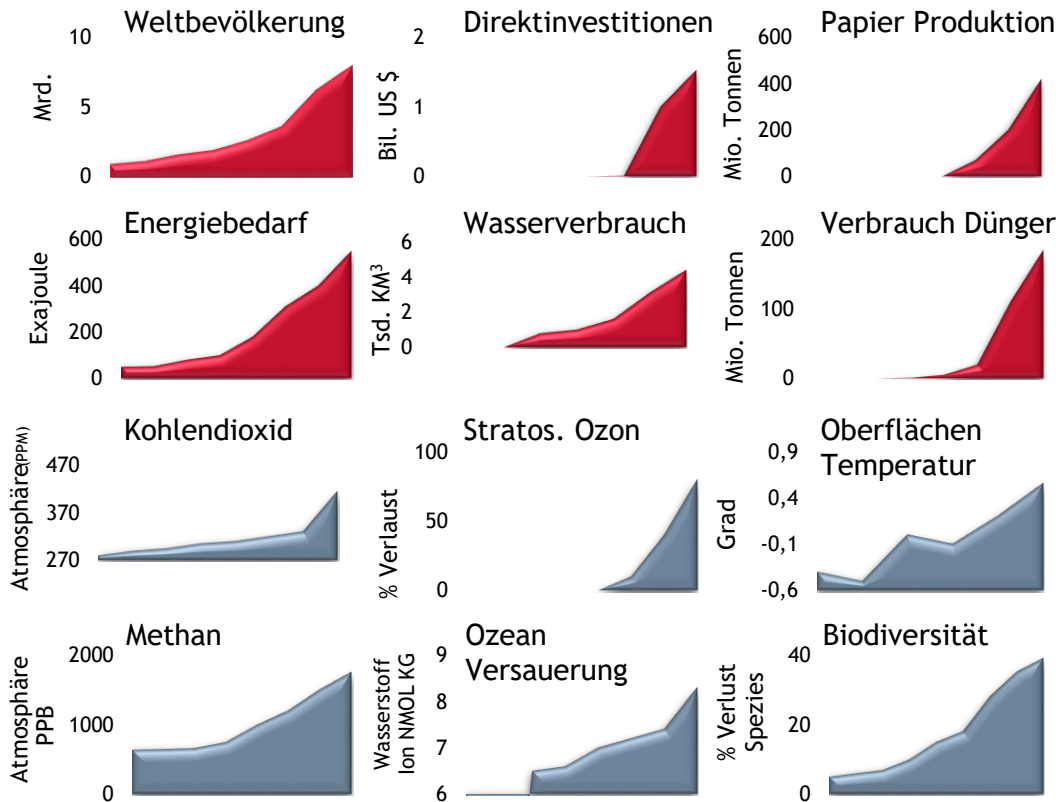 Weltbevölkerung
Mrd.
10
5
0
Direktinvestitionen
Bil. US $
2
1
0
Papier Produktion
Mio. Tonnen
600
400
200
0
Energiebedarf
Exajoule
600
400
200
0
Wasserverbrauch
Tsd. KM³
6
4
2
0
Verbrauch Dünger
Mio. Tonnen
200
100
0
Kohlendioxid
Atmosphäre(PPM)
470
370
270
Stratos. Ozon
% Verlaust
100
50
0
Oberflächen
Temperatur
Grad
0,9
0,4
-0,1
-0,6
Methan
Atmosphäre
PPB
2000
1000
0
Ozean
Versauerung
Wasserstoff
Ion NMOL KG
9
8
7
6
Biodiversität
% Verlust
Spezies
40
20
0